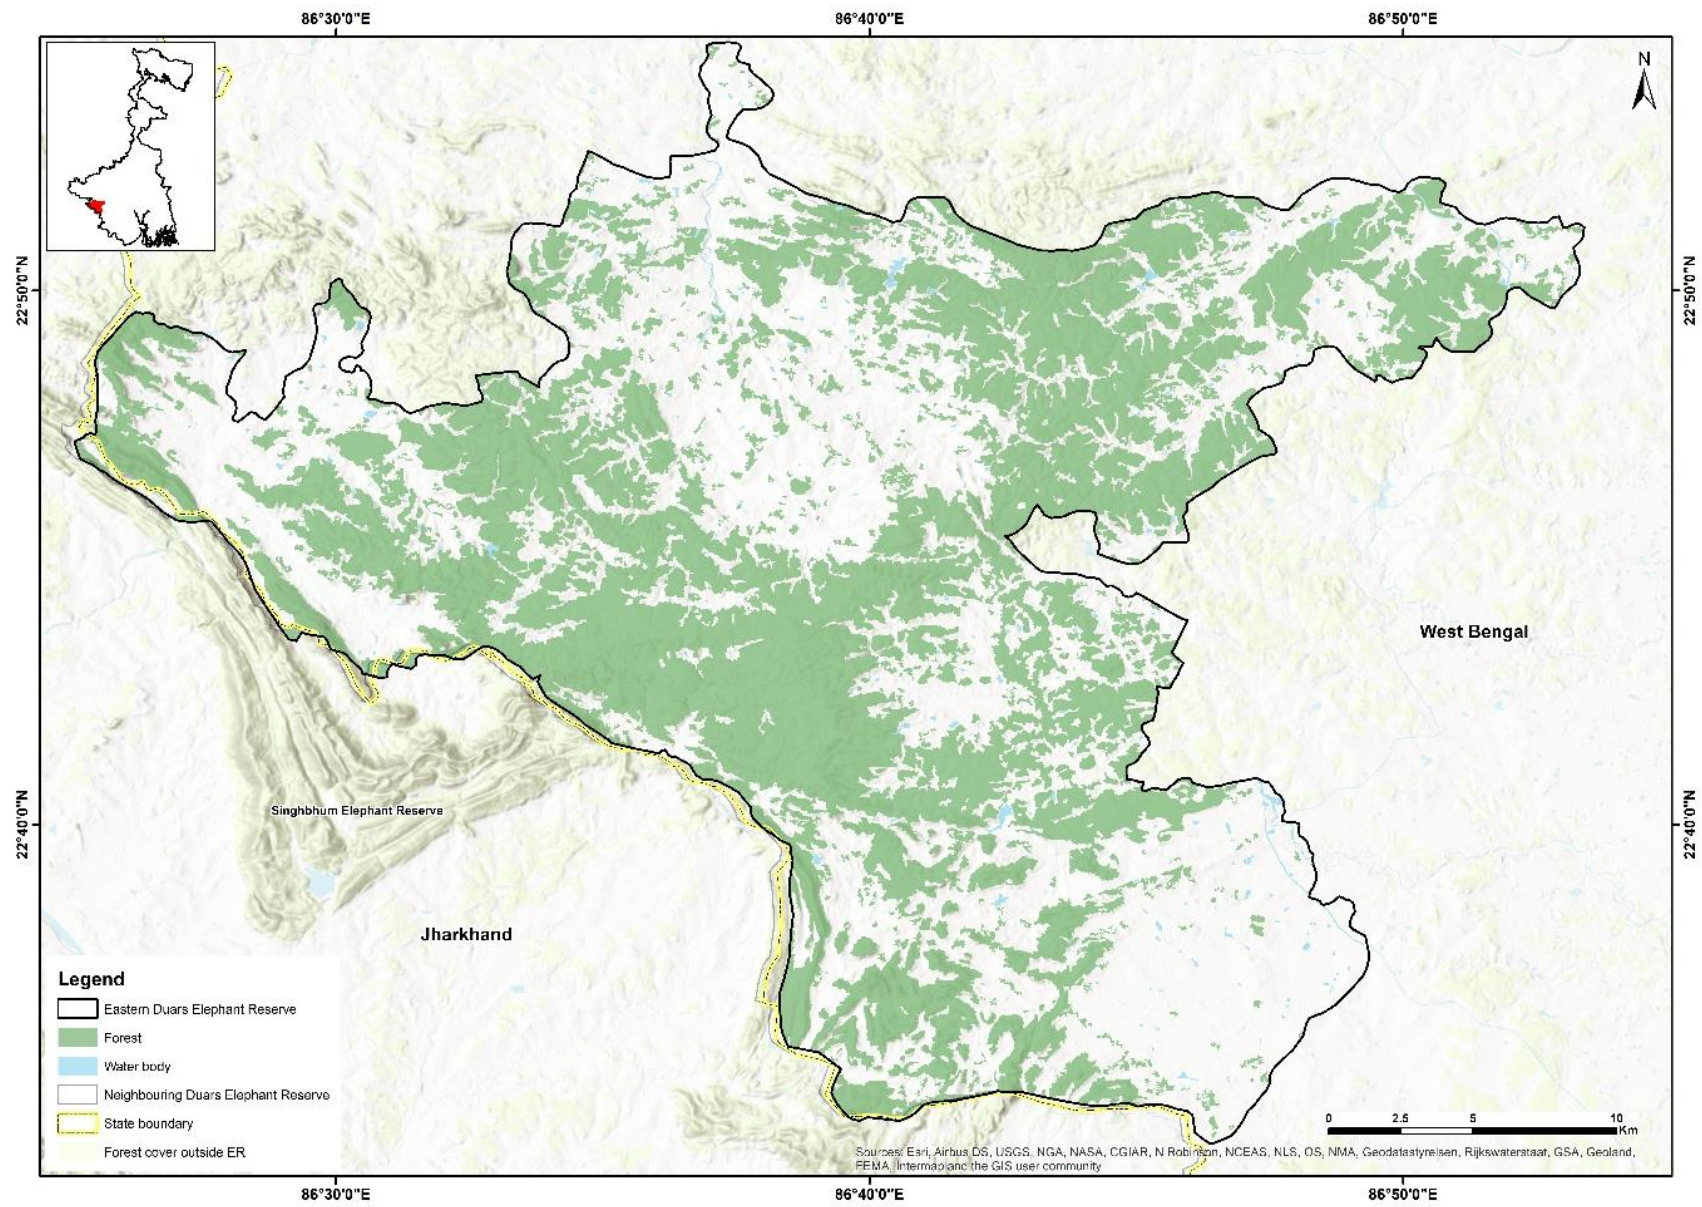 86°30'0"E
86°40'0"E
86°50'0"E
N
22°50'0"N
22°50'0"N
West Bengal
Singhbhum Elephant Reserve
22°40'0"N
22°40'0"N
Jharkhand
Legend
Eastern Duars Elephant Reserve
Forest
Water body
Neighbouring Duars Elephant Reserve
State boundary
Forest cover outside ER
0 2.5 5 10
Km
Sources: Esri, Airbus DS, USGS, NGA, NASA, CGIAR, N Robinson, NCEAS, NLS, OS, NMA, Geodatastyrelsen, Rijkswaterstaat, GSA, Geoland,
FEMA, Intermap and the GIS user community
86°30'0"E
86°40'0"E
86°50'0"E